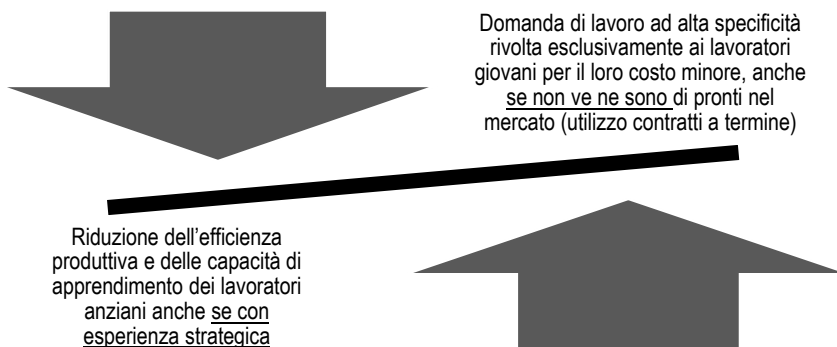 Domanda di lavoro ad alta specificità
rivolta esclusivamente ai lavoratori
giovani per il loro costo minore, anche
se non ve ne sono di pronti nel
mercato (utilizzo contratti a termine)
Riduzione dell'efficienza
produttiva e delle capacità di
apprendimento dei lavoratori
anziani anche se con
esperienza strategica